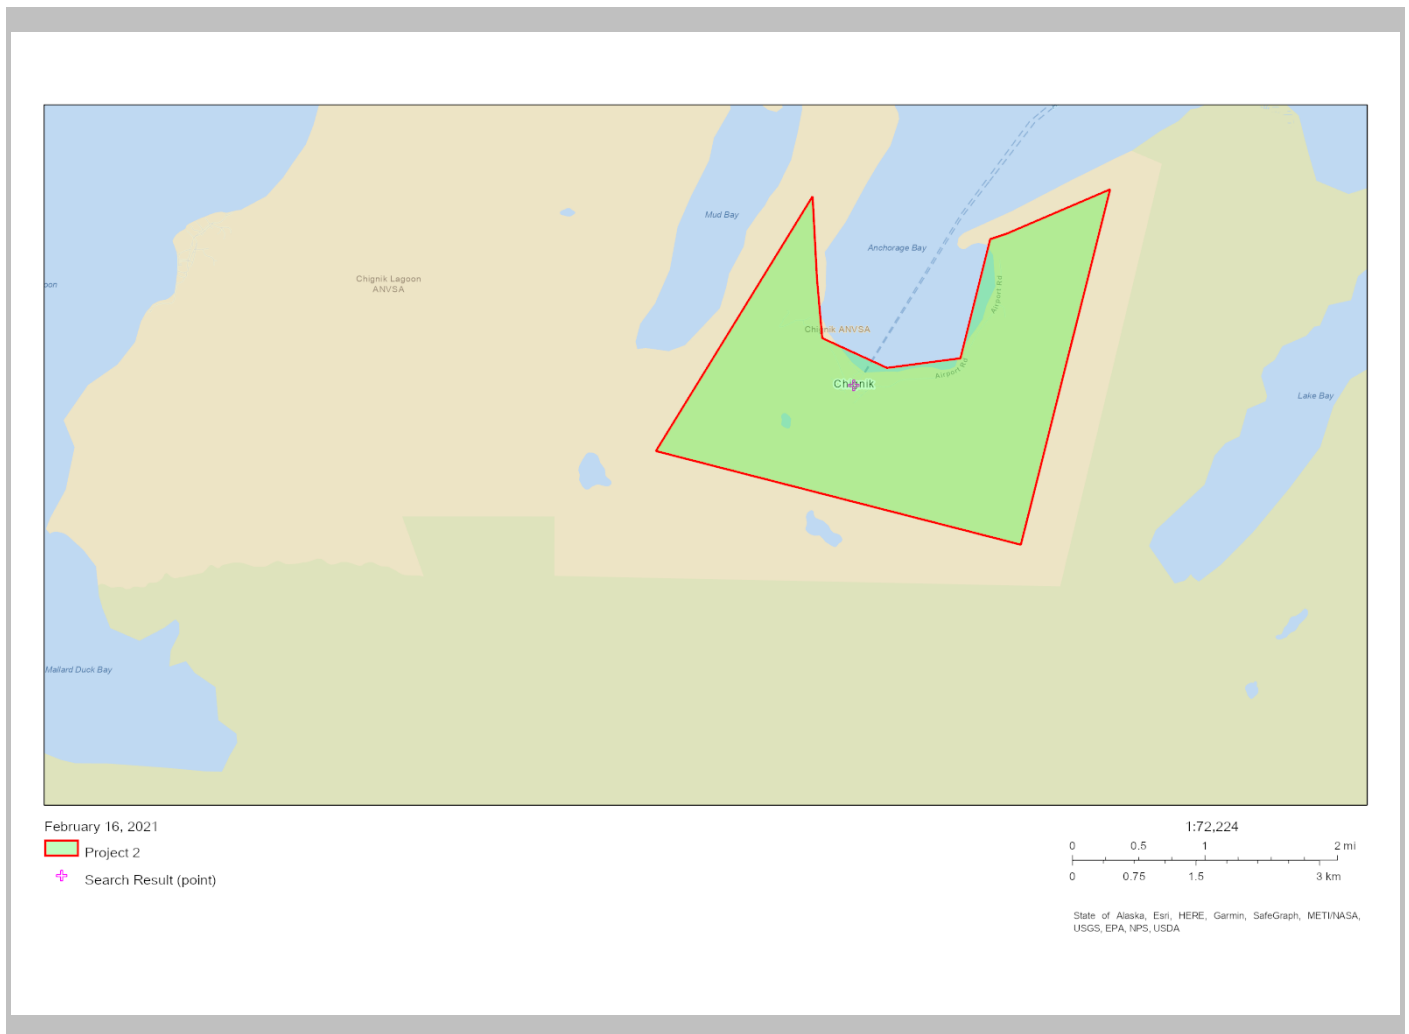 Mud Bay
Anchorage Bay
oon
Chignik Lagoon
ANVSA
Airport Rd
Chignik ANVSA
Airport Rd
Chignik
Lake Bay
Mallard Duck Bay
February 16, 2021
Project 2
Search Result (point)
1:72,224
0 0.5 1 2 mi
0 0.75 1.5 3 km
State of Alaska, Esri, HERE, Garmin, SafeGraph, METI/NASA,
USGS, EPA, NPS, USDA